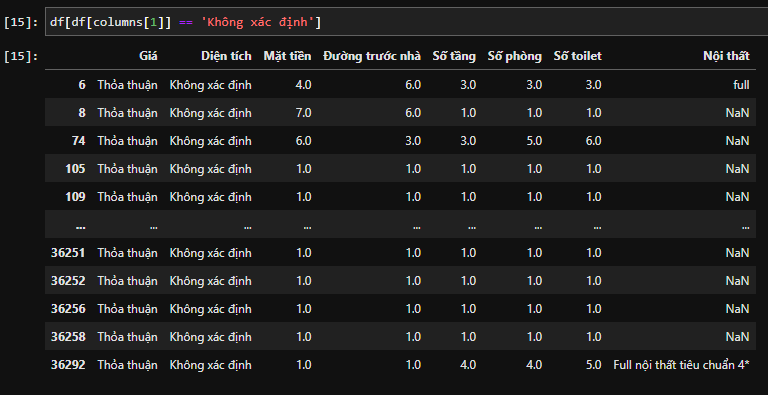 [15]: df[df[columns[1]] == 'Không xác định']
[15]: Giá Diện tích Mặt tiền Đường trước nhà Số tầng Số phòng Số toilet Nội thất
6 Thỏa thuận Không xác định 4.0 6.0 3.0 3.0 3.0 full
8 Thỏa thuận Không xác định 7.0 6.0 1.0 1.0 1.0 NaN
74 Thỏa thuận Không xác định 6.0 3.0 3.0 5.0 6.0 NaN
105 Thỏa thuận Không xác định 1.0 1.0 1.0 1.0 1.0 NaN
109 Thỏa thuận Không xác định 1.0 1.0 1.0 1.0 1.0 NaN
... ... ... ... ... ... ... ... ...
36251 Thỏa thuận Không xác định 1.0 1.0 1.0 1.0 1.0 NaN
36252 Thỏa thuận Không xác định 1.0 1.0 1.0 1.0 1.0 NaN
36256 Thỏa thuận Không xác định 1.0 1.0 1.0 1.0 1.0 NaN
36258 Thỏa thuận Không xác định 1.0 1.0 1.0 1.0 1.0 NaN
36292 Thỏa thuận Không xác định 1.0 1.0 4.0 4.0 5.0 Full nội thất tiêu chuẩn 4*